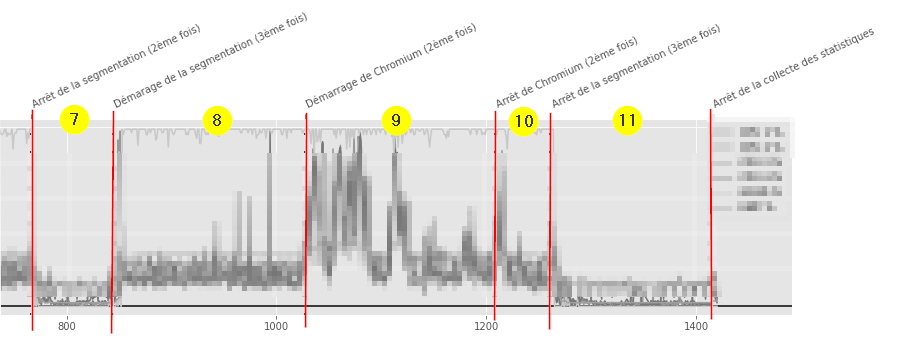 Arrêt de la segmentation (2ème fois)
Démarage de la segmentation (3ème fois)
Démarrage de Chromium (2ème fois)
Arrêt de Chromium (2ème fois)
Arrêt de la segmentation (3ème fois)
Arrêt de la collecte des statistiques
7
8
9
10
11
800
1000
1200
1400